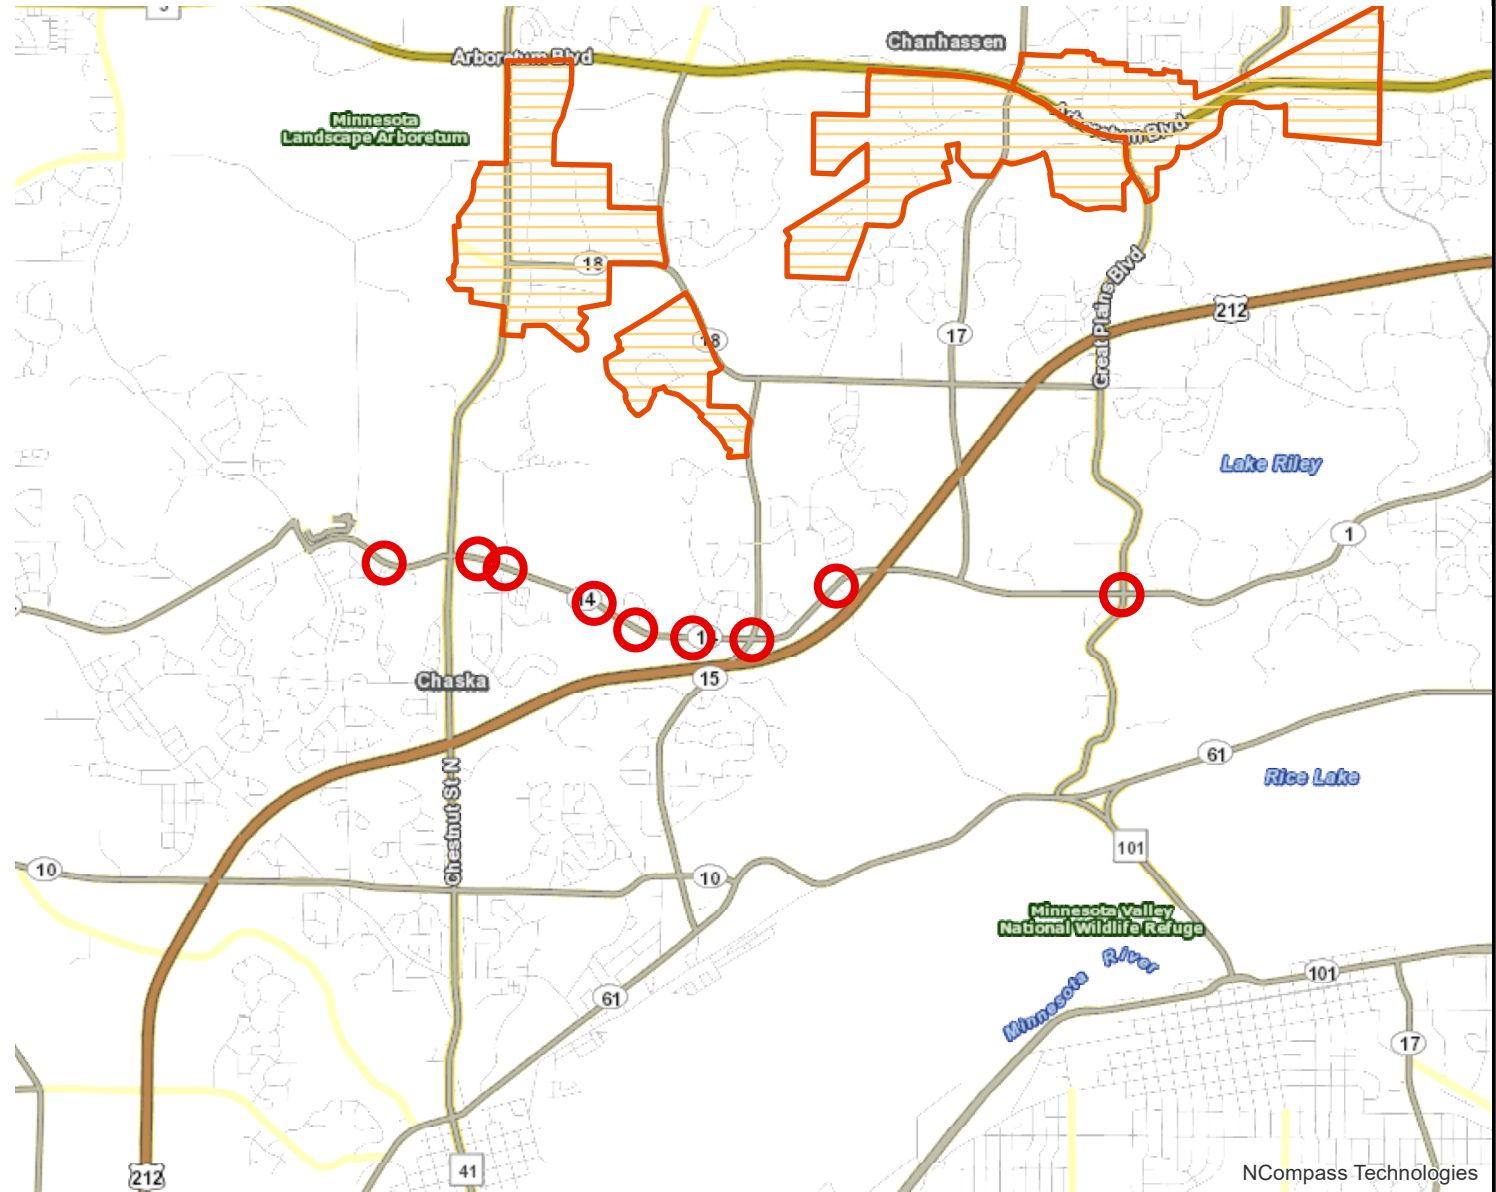 Chanhassen
Arboretum Blvd
Minnesota
Landscape Arboretum
Arboretum Blvd
18
Great Plains Blvd
212
18
17
Lake Riley
1
14
15
Chaska
61
Rice Lake
Chestnut St N
101
10
10
Minnesota Valley
National Wildlife Refuge
Minnesota River
101
61
17
41
212
NCompass Technologies